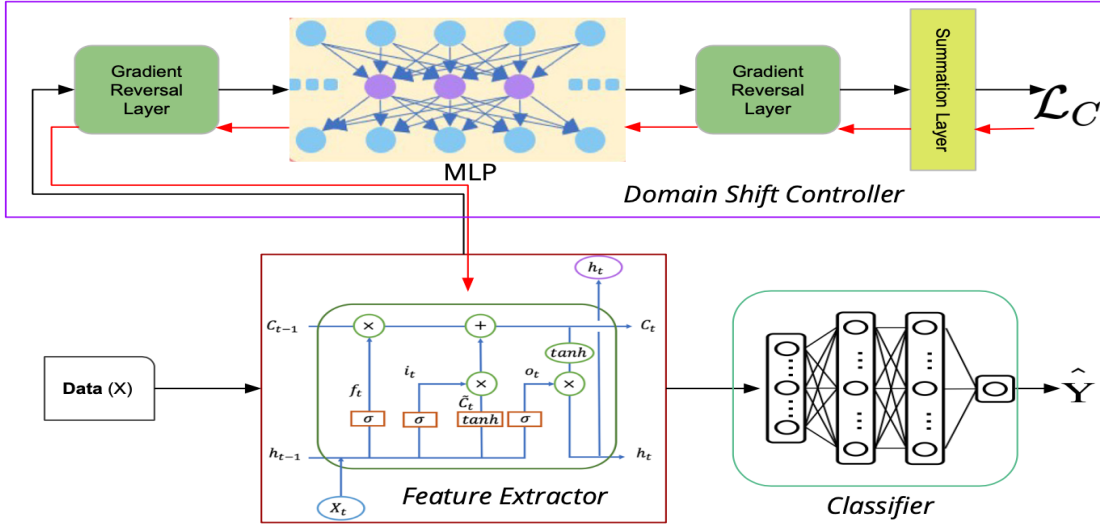 Gradient
Reversal
Layer
MLP
Gradient
Reversal
Layer
Summation Layer
ℒ_C
Domain Shift Controller
Data (X)
h_t
C_{t-1}
×
+
C_t
tanh
f_t
i_t
×
o_t
×
C̃_t
σ
σ
tanh
σ
h_{t-1}
h_t
X_t
Feature Extractor
Classifier
Ŷ